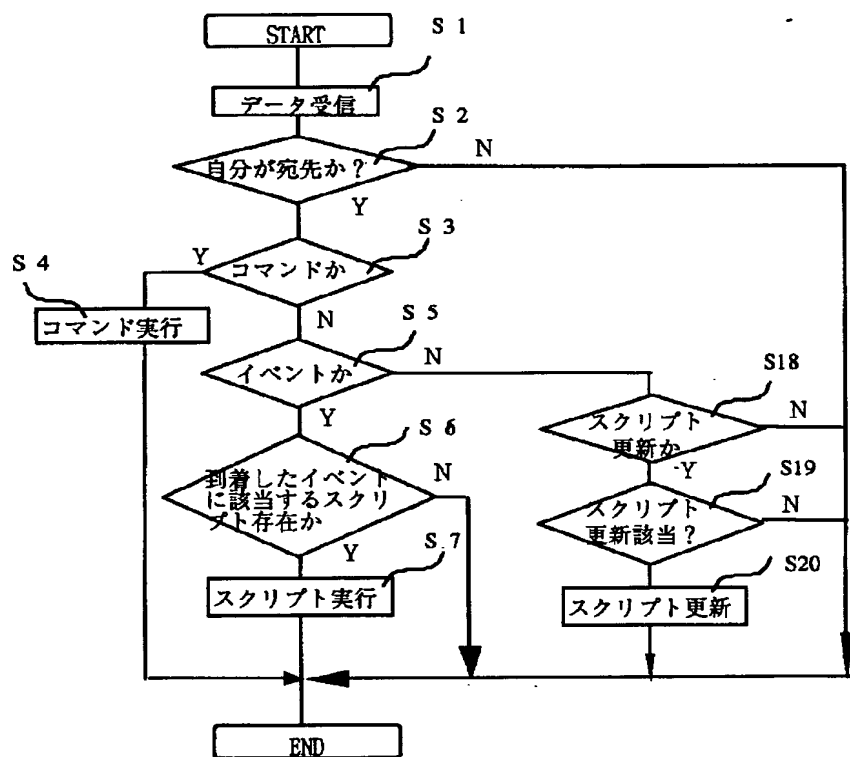 START
S 1
データ受信
S 2
自分が宛先か？
N
Y
S 3
Y
コマンドか
S 4
コマンド実行
N
S 5
イベントか
N
Y
S18
スクリプト
更新か
N
Y
S 6
到着したイベント
に該当するスクリ
プト存在か
N
Y
S19
スクリプト
更新該当？
N
S 7
スクリプト実行
S20
スクリプト更新
END